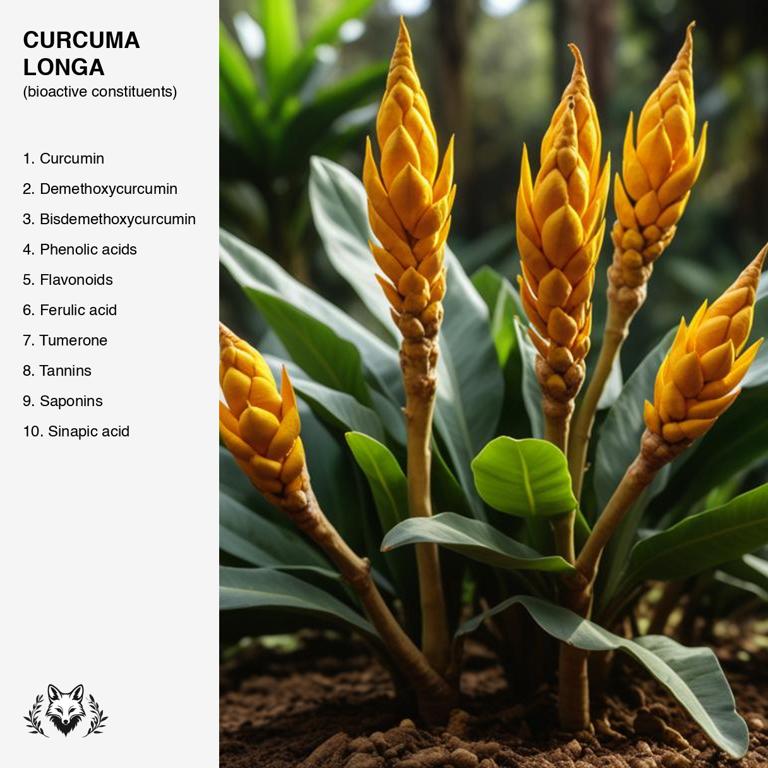 CURCUMA
LONGA
(bioactive constituents)
1. Curcumin
2. Demethoxycurcumin
3. Bisdemethoxycurcumin
4. Phenolic acids
5. Flavonoids
6. Ferulic acid
7. Tumerone
8. Tannins
9. Saponins
10. Sinapic acid